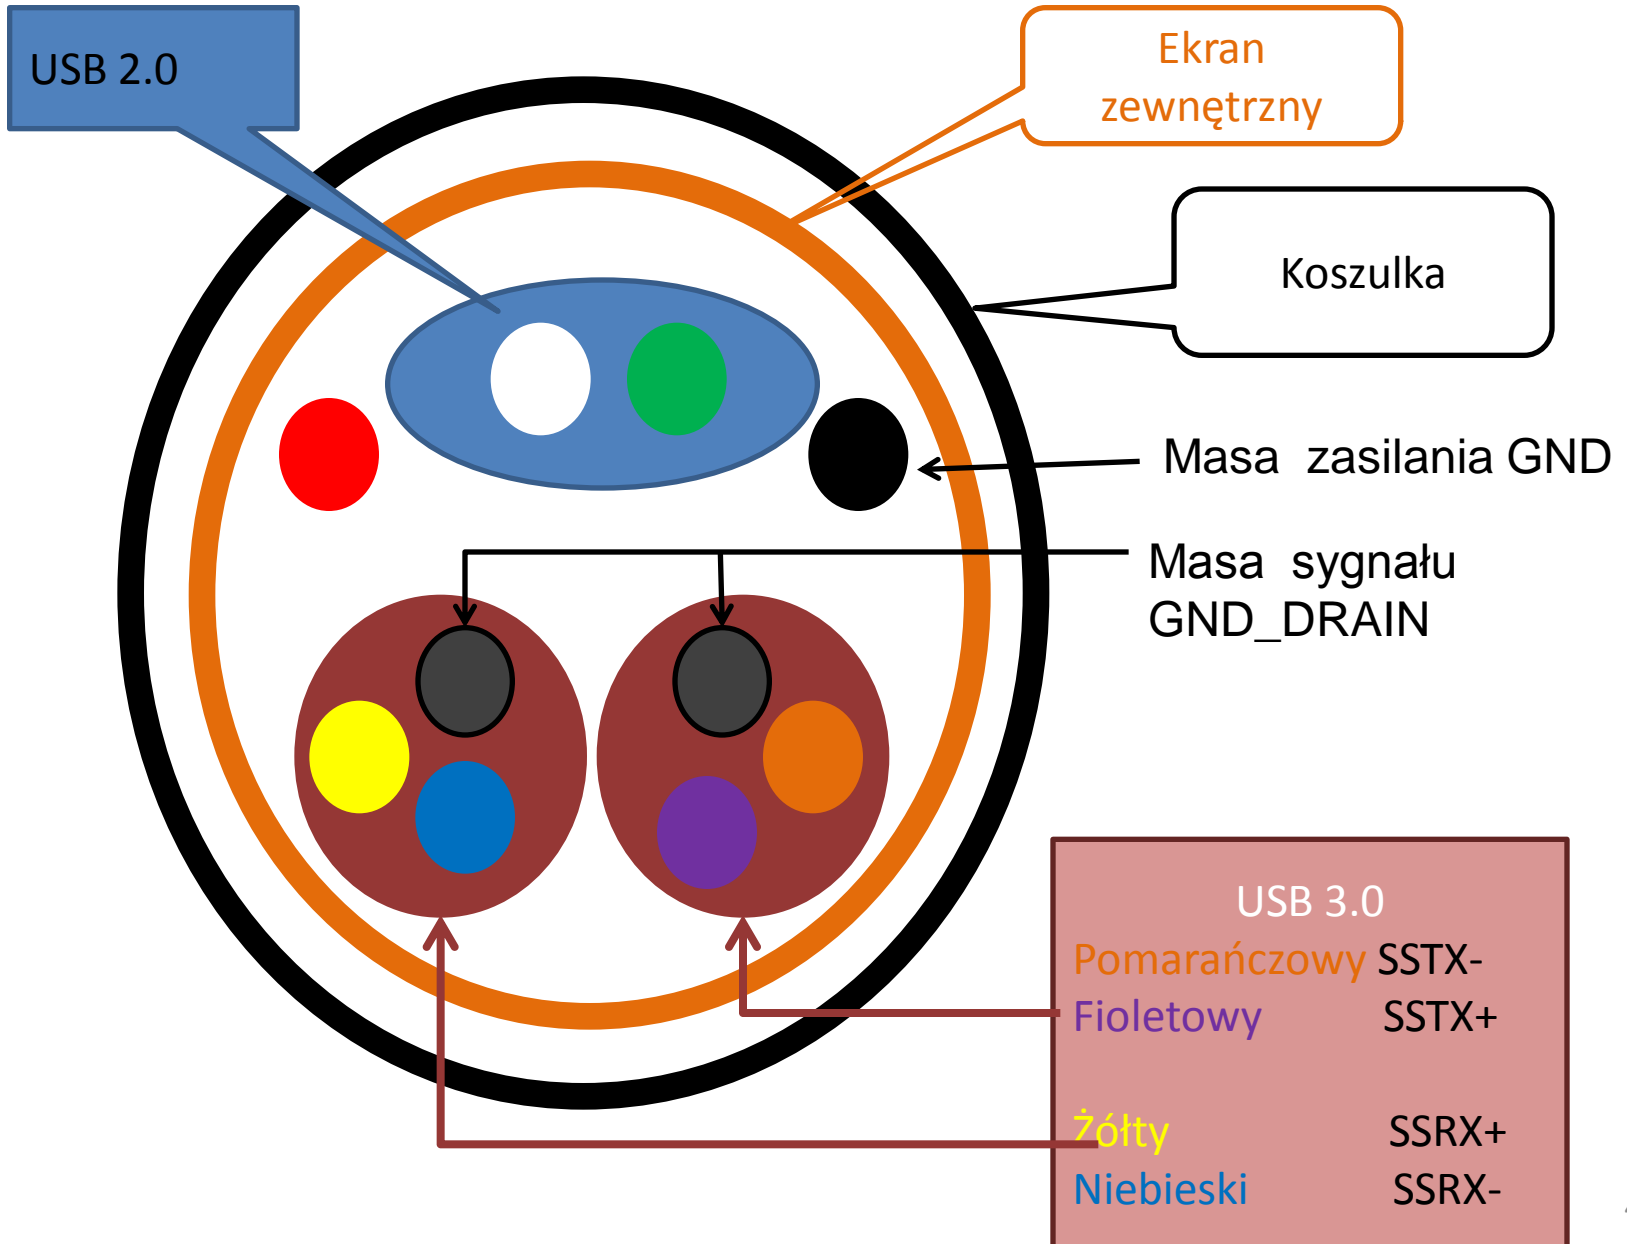 USB 2.0
Ekran
zewnętrzny
Koszulka
Masa zasilania GND
Masa sygnału
GND_DRAIN
USB 3.0
Pomarańczowy SSTX-
Fioletowy SSTX+
Żółty SSRX+
Niebieski SSRX-